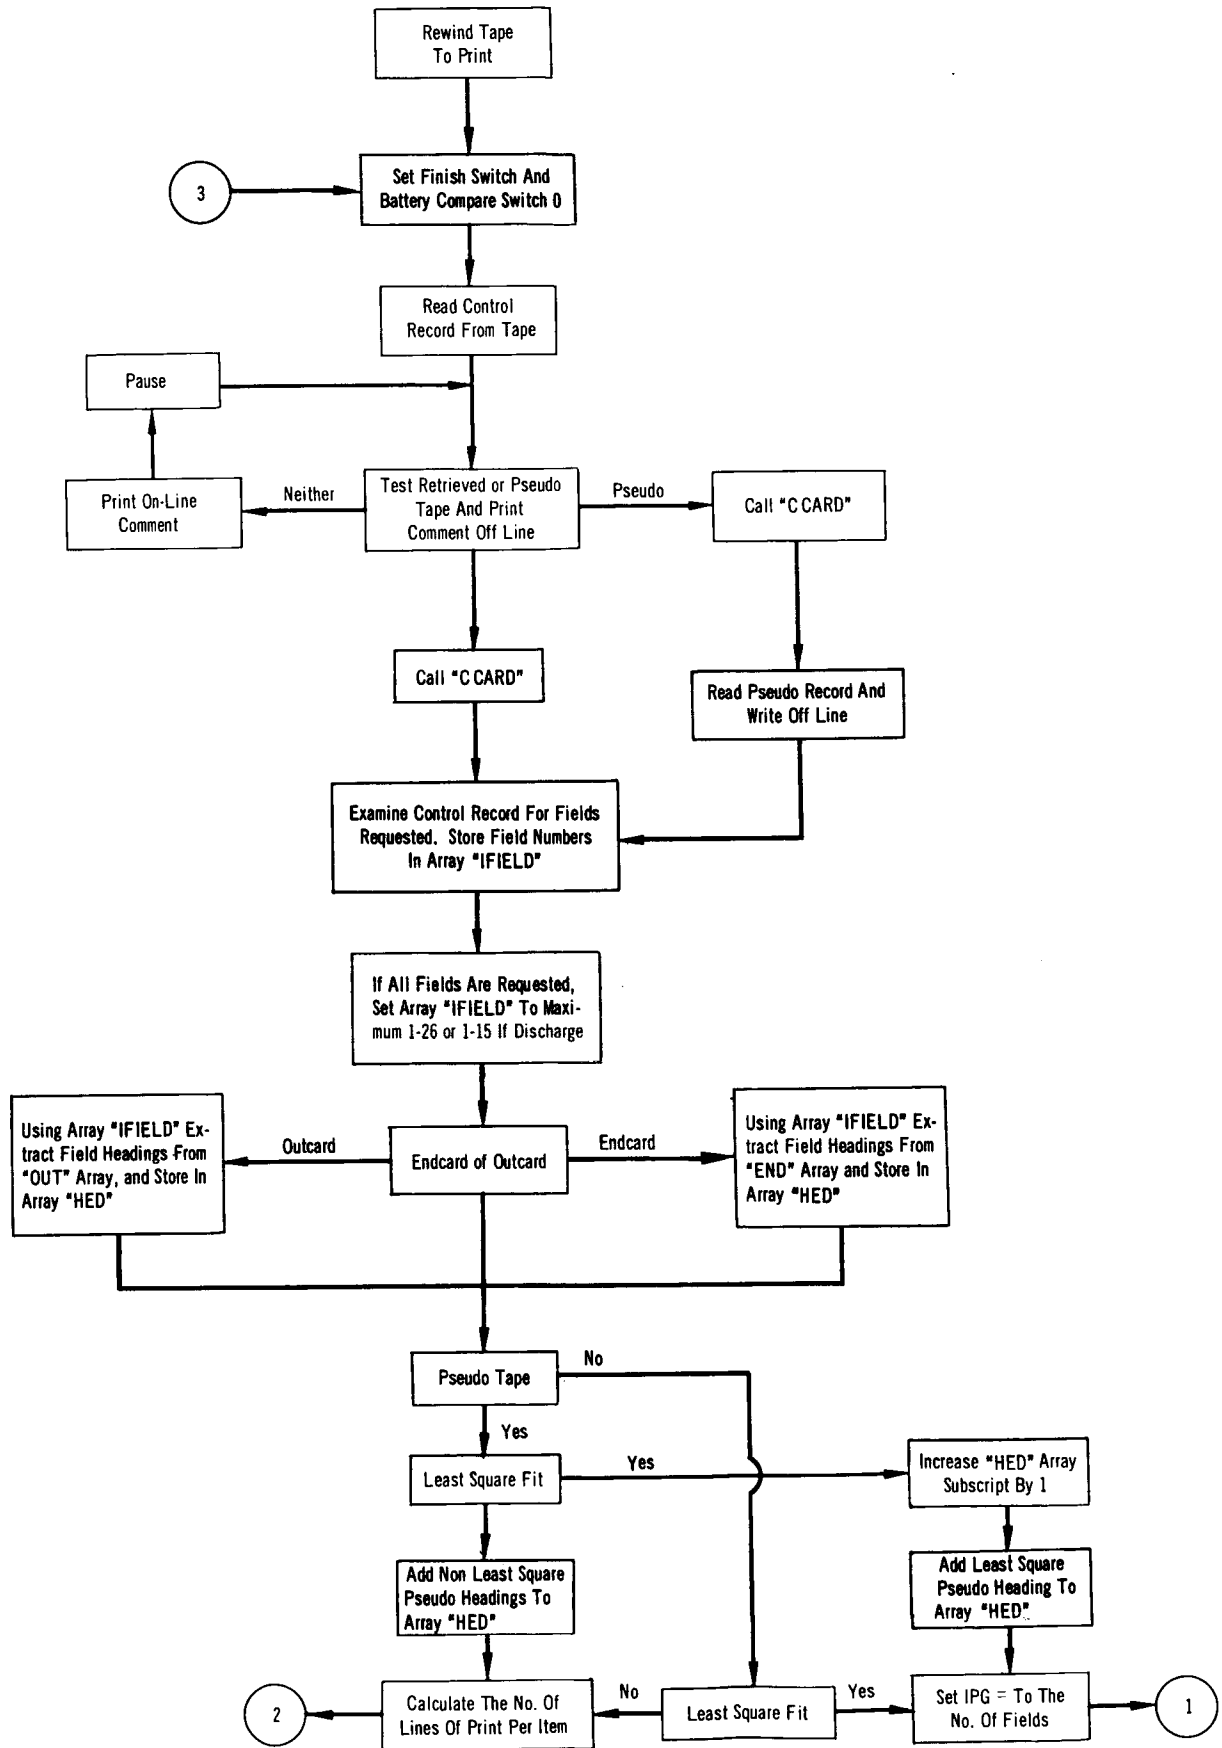 Rewind Tape
To Print
3
Set Finish Switch And
Battery Compare Switch 0
Read Control
Record From Tape
Pause
Print On-Line
Comment
Neither
Test Retrieved or Pseudo
Tape And Print
Comment Off Line
Pseudo
Call "C CARD"
Call "C CARD"
Read Pseudo Record And
Write Off Line
Examine Control Record For Fields
Requested. Store Field Numbers
In Array "IFIELD"
If All Fields Are Requested,
Set Array "IFIELD" To Maxi-
mum 1-26 or 1-15 If Discharge
Using Array "IFIELD" Ex-
tract Field Headings From
"OUT" Array, and Store In
Array "HED"
Outcard
Endcard of Outcard
Endcard
Using Array "IFIELD" Ex-
tract Field Headings From
"END" Array and Store In
Array "HED"
Pseudo Tape
No
Yes
Least Square Fit
Yes
Increase "HED" Array
Subscript By 1
Add Non Least Square
Pseudo Headings To
Array "HED"
Add Least Square
Pseudo Heading To
Array "HED"
2
Calculate The No. Of
Lines Of Print Per Item
No
Least Square Fit
Yes
Set IPG = To The
No. Of Fields
1